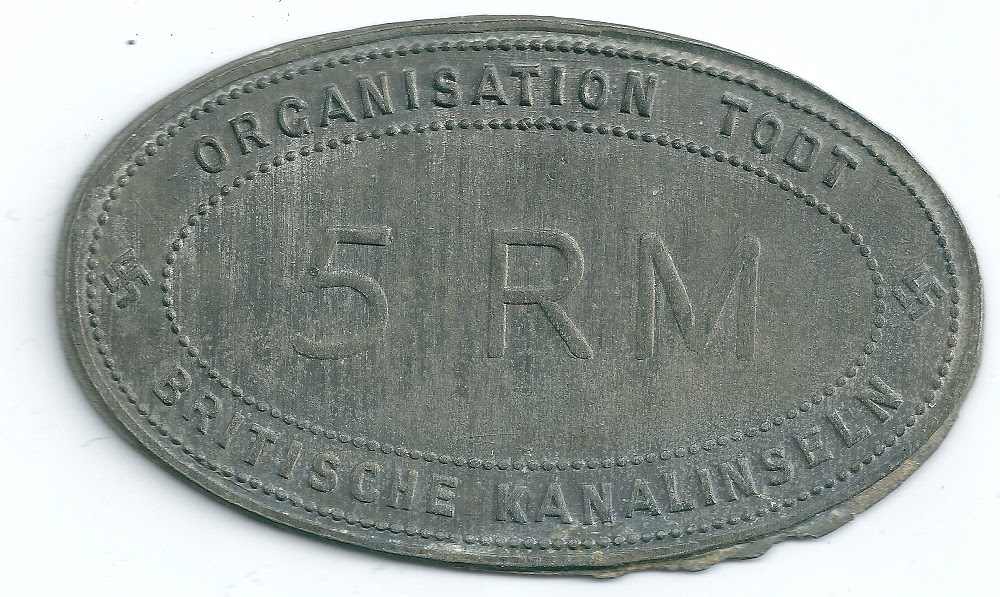 ORGANISATION TODT
5 RM
BRITISCHE KANALINSELN